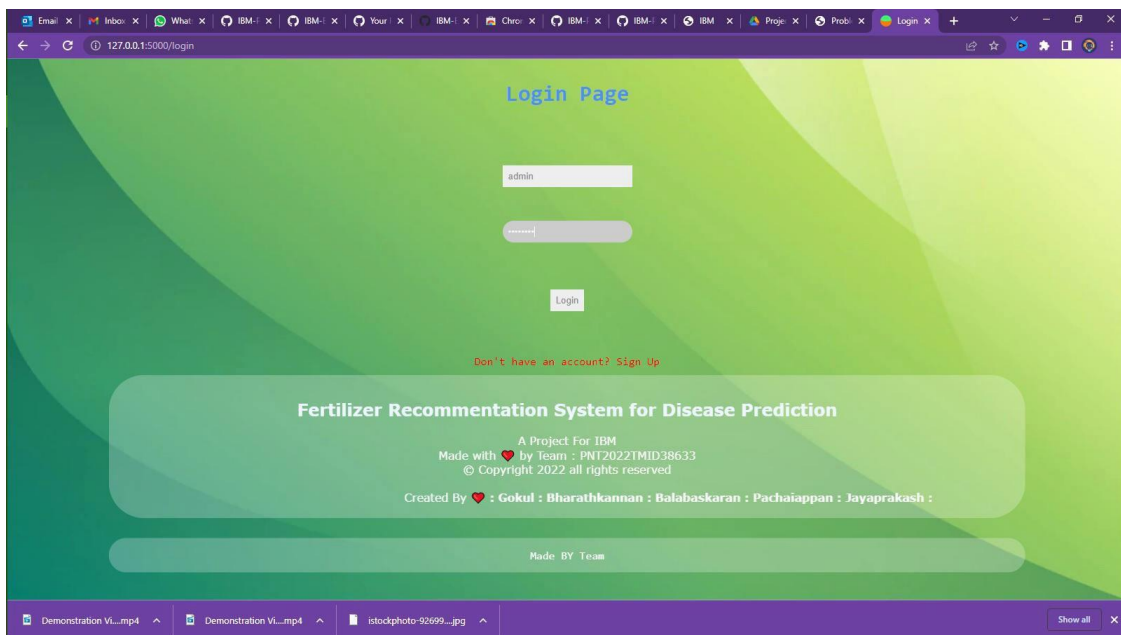 Email
Inbox
What
IBM-
IBM-
Your
IBM-
Chro
IBM-
IBM-
IBM
Proje
Prob
Login
127.0.0.1:5000/login
Login Page
admin
Login
Don't have an account? Sign Up
Fertilizer Recommentation System for Disease Prediction
A Project For IBM
Made with ❤ by Team : PNT2022TMID38633
© Copyright 2022 all rights reserved
Created By ❤ : Gokul : Bharathkannan : Balabaskaran : Pachaiappan : Jayaprakash :
Made BY Team
Demonstration Vi....mp4
Demonstration Vi....mp4
istockphoto-92699....jpg
Show all